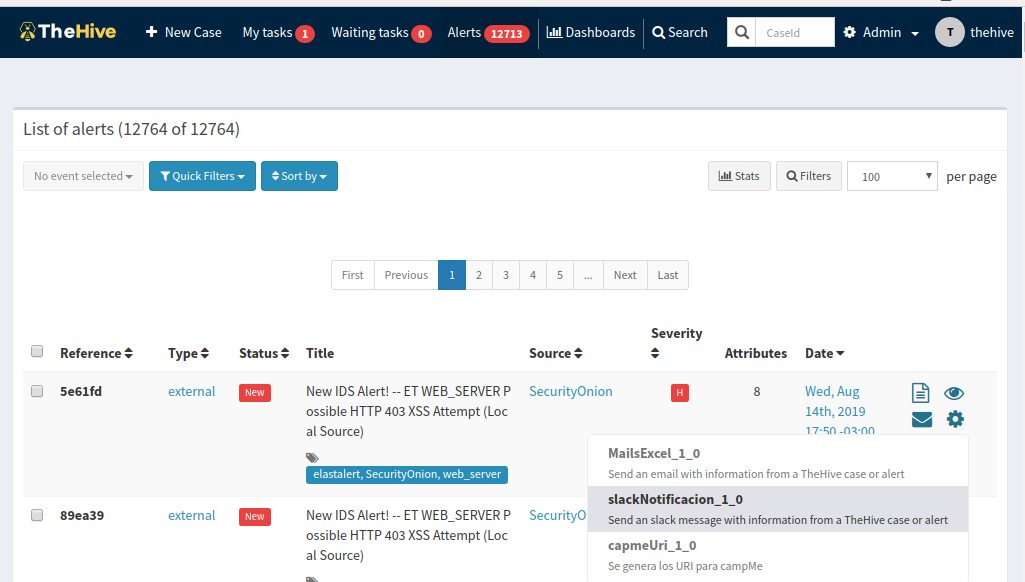 TheHive + New Case My tasks 1 Waiting tasks 0 Alerts 12713 Dashboards Search CaseId Admin T thehive
List of alerts (12764 of 12764)
No event selected Quick Filters Sort by Stats Filters 100 per page
First Previous 1 2 3 4 5 ... Next Last
Reference Type Status Title Source Severity Attributes Date
5e61fd external New New IDS Alert! -- ET WEB_SERVER P SecurityOnion H 8 Wed, Aug
ossible HTTP 403 XSS Attempt (Loc 14th, 2019
al Source) 17:50 -03:00
elastalert, SecurityOnion, web_server
MailsExcel_1_0
Send an email with information from a TheHive case or alert
slackNotificacion_1_0
Send an slack message with information from a TheHive case or alert
capmeUri_1_0
Se genera los URI para campMe
89ea39 external New New IDS Alert! -- ET WEB_SERVER P SecurityO
ossible HTTP 403 XSS Attempt (Loc
al Source)